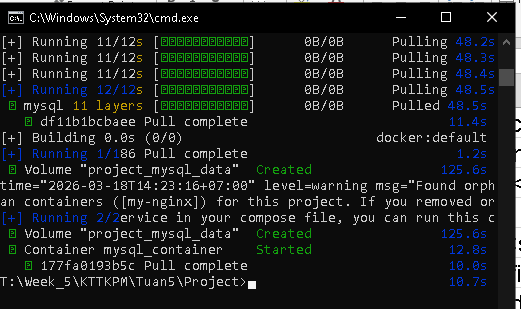 C:\Windows\System32\cmd.exe
[+] Running 11/12s [⍰⍰⍰⍰⍰⍰⍰⍰⍰⍰⍰] 0B/0B Pulling 48.2s
[+] Running 11/12s [⍰⍰⍰⍰⍰⍰⍰⍰⍰⍰⍰] 0B/0B Pulling 48.3s
[+] Running 11/12s [⍰⍰⍰⍰⍰⍰⍰⍰⍰⍰⍰] 0B/0B Pulling 48.4s
[+] Running 12/12s [⍰⍰⍰⍰⍰⍰⍰⍰⍰⍰⍰] 0B/0B Pulling 48.5s
⍰ mysql 11 layers [⍰⍰⍰⍰⍰⍰⍰⍰⍰⍰⍰] 0B/0B Pulled 48.5s
⍰ df11b1bcbaee Pull complete 11.4s
[+] Building 0.0s (0/0) docker:default
[+] Running 1/186 Pull complete 1.2s
⍰ Volume "project_mysql_data" Created 125.6s
time="2026-03-18T14:23:16+07:00" level=warning msg="Found orph
an containers ([my-nginx]) for this project. If you removed or
[+] Running 2/2ervice in your compose file, you can run this c
⍰ Volume "project_mysql_data" Created 125.6s
⍰ Container mysql_container Started 12.8s
⍰ 177fa0193b5c Pull complete 10.0s
T:\Week_5\KTTKPM\Tuan5\Project> 10.7s